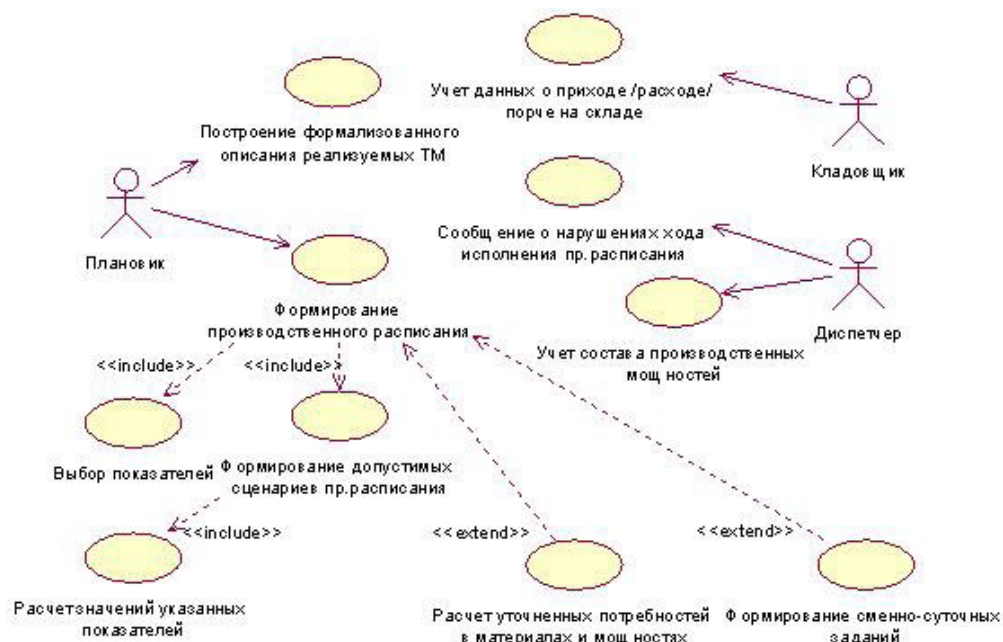 Учет данных о приходе /расходе/
порче на складе
Кладовщик
Построение формализованного
описания реализуемых ТМ
Плановик
Сообщение о нарушениях хода
исполнения пр.расписания
Диспетчер
Формирование
производственного расписания
Учет состава производственных
мощностей
<<include>>
<<include>>
Выбор показателей
Формирование допустимых
сценариев пр.расписания
<<include>>
<<extend>>
<<extend>>
Расчет значений указанных
показателей
Расчет уточненных потребностей
в материалах и мощностях
Формирование сменно-суточных
заданий